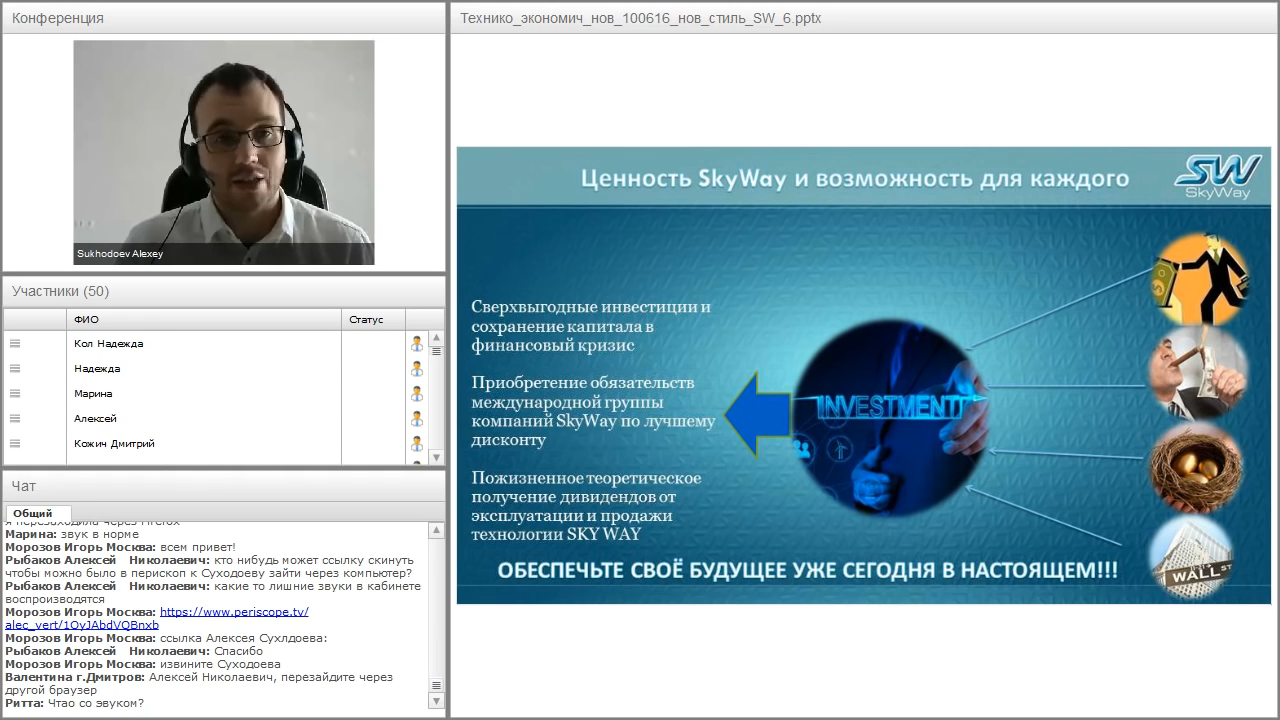 Конференция
Sukhodoev Alexey
Участники (50)
ФИО
Статус
Кол Надежда
Надежда
Марина
Алексей
Кожич Дмитрий
Чат
Общий
я перезаходила через Firefox
Марина: звук в норме
Морозов Игорь Москва: всем привет!
Рыбаков Алексей Николаевич: кто нибудь может ссылку скинуть
чтобы можно было в перископ к Суходоеву зайти через компьютер?
Рыбаков Алексей Николаевич: какие то лишние звуки в кабинете
воспроизводятся
Морозов Игорь Москва: https://www.periscope.tv/
alec_vert/1OyJAbdVQBnxb
Морозов Игорь Москва: ссылка Алексея Сухлдоева:
Рыбаков Алексей Николаевич: Спасибо
Морозов Игорь Москва: извините Суходоева
Валентина г.Дмитров: Алексей Николаевич, перезайдите через
другой браузер
Ритта: Чтао со звуком?
Технико_экономич_нов_100616_нов_стиль_SW_6.pptx
Ценность SkyWay и возможность для каждого
SW
SkyWay
Сверхвыгодные инвестиции и
сохранение капитала в
финансовый кризис
Приобретение обязательств
международной группы
компаний SkyWay по лучшему
дисконту
Пожизненное теоретическое
получение дивидендов от
эксплуатации и продажи
технологии SKY WAY
INVESTMENT
WALL ST
ОБЕСПЕЧЬТЕ СВОЁ БУДУЩЕЕ УЖЕ СЕГОДНЯ В НАСТОЯЩЕМ!!!